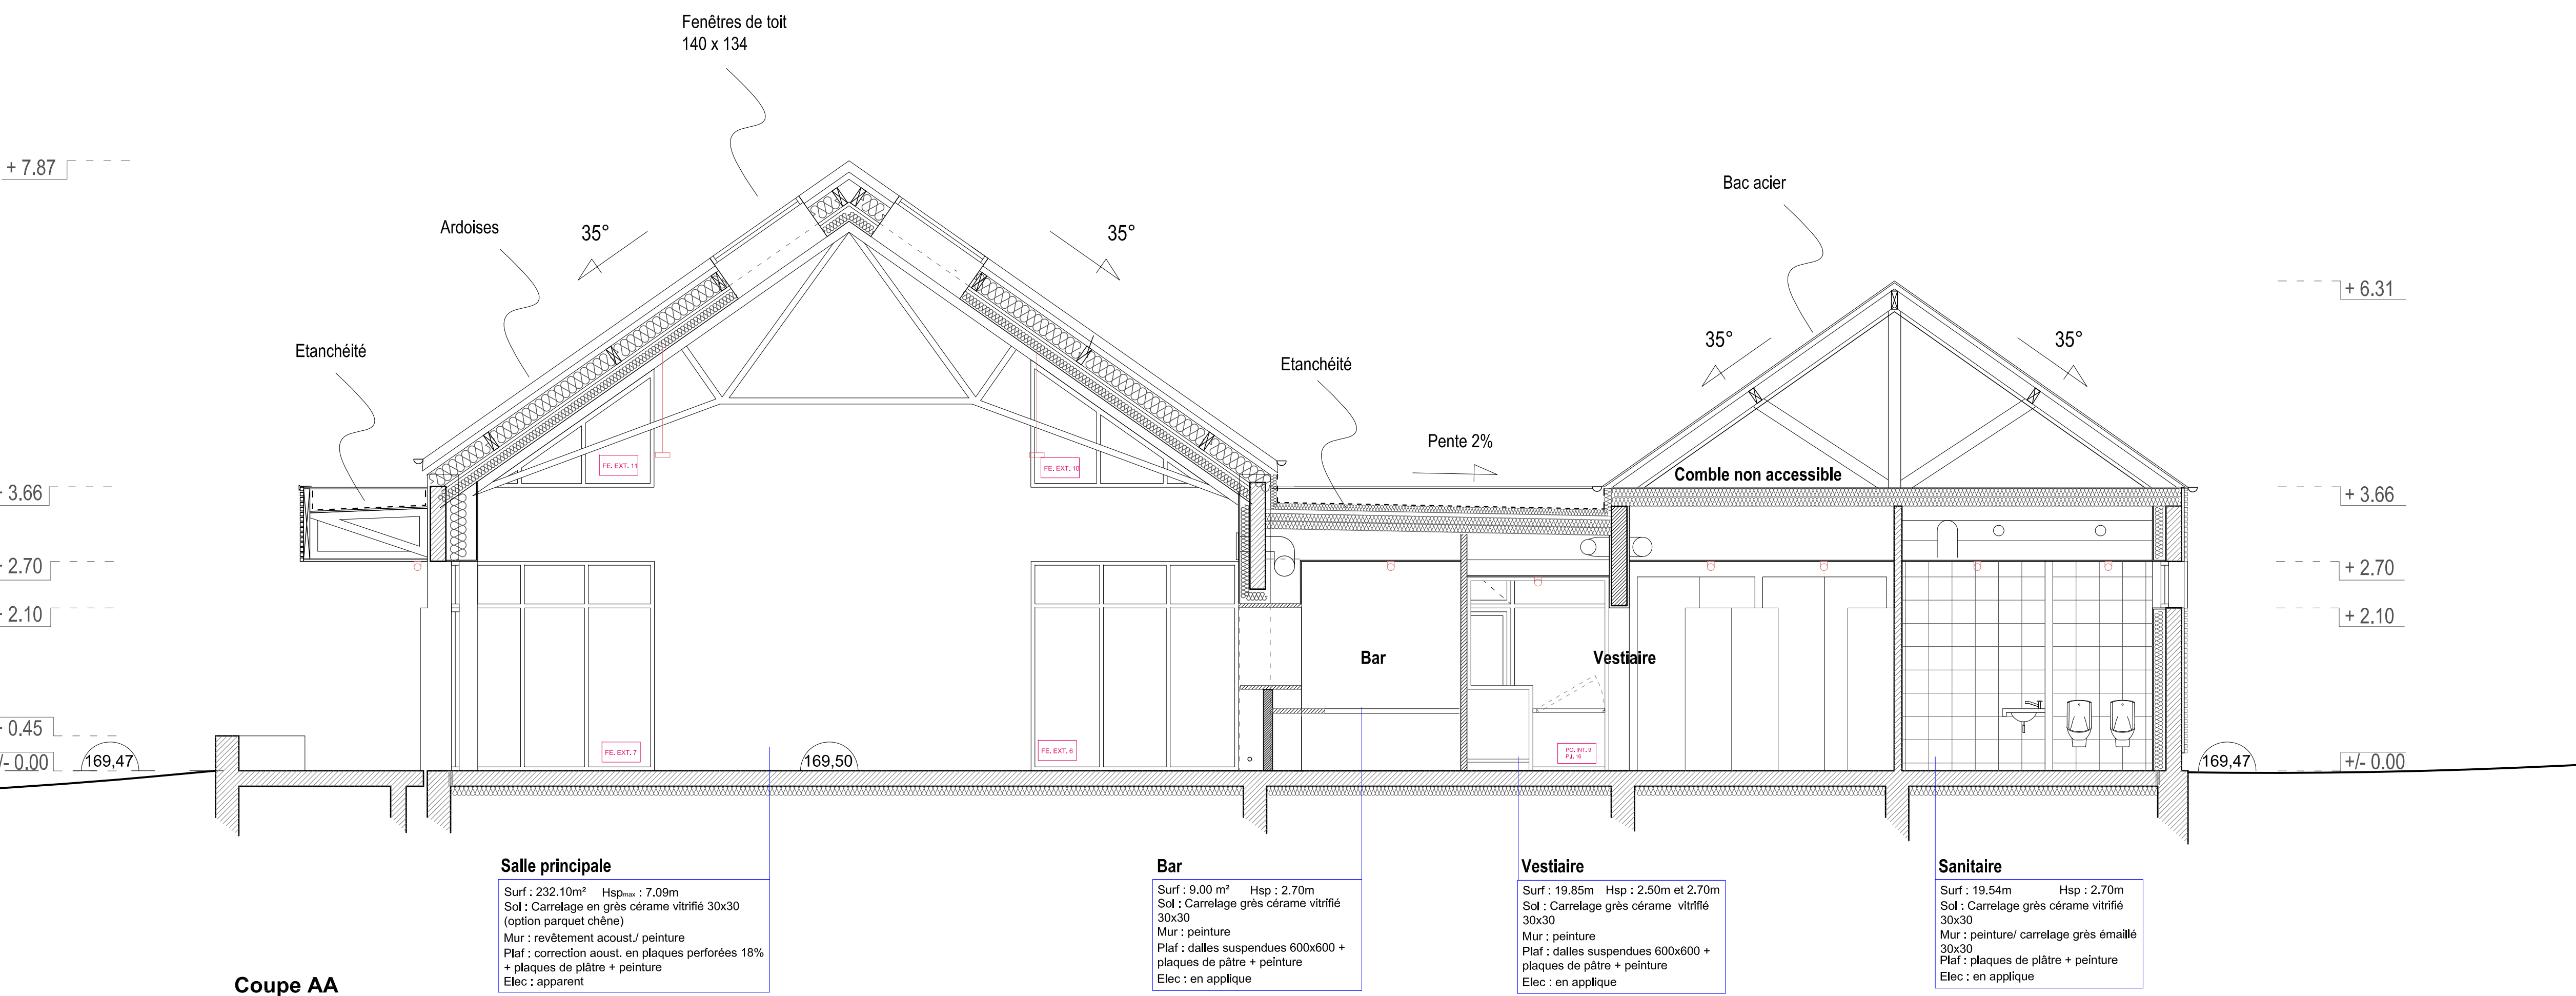 Fenêtres de toit
140 x 134
+ 7.87
Bac acier
Ardoises
35°
35°
+ 6.31
35°
35°
Etanchéité
Etanchéité
Pente 2%
FE. EXT. 11
FE. EXT. 10
Comble non accessible
+ 3.66
+ 3.66
+ 2.70
+ 2.70
+ 2.10
+ 2.10
Bar
Vestiaire
+ 0.45
FE. EXT. 7
FE. EXT. 6
PO. INT. 9
PJ. 16
+/- 0.00
169,47
169,50
169,47
+/- 0.00
Salle principale
Surf : 232.10m² Hspmax : 7.09m
Sol : Carrelage en grès cérame vitrifié 30x30
(option parquet chêne)
Mur : revêtement acoust./ peinture
Plaf : correction aoust. en plaques perforées 18%
+ plaques de plâtre + peinture
Elec : apparent
Bar
Surf : 9.00 m² Hsp : 2.70m
Sol : Carrelage grès cérame vitrifié
30x30
Mur : peinture
Plaf : dalles suspendues 600x600 +
plaques de pâtre + peinture
Elec : en applique
Vestiaire
Surf : 19.85m Hsp : 2.50m et 2.70m
Sol : Carrelage grès cérame vitrifié
30x30
Mur : peinture
Plaf : dalles suspendues 600x600 +
plaques de pâtre + peinture
Elec : en applique
Sanitaire
Surf : 19.54m Hsp : 2.70m
Sol : Carrelage grès cérame vitrifié
30x30
Mur : peinture/ carrelage grès émaillé
30x30
Plaf : plaques de plâtre + peinture
Elec : en applique
Coupe AA